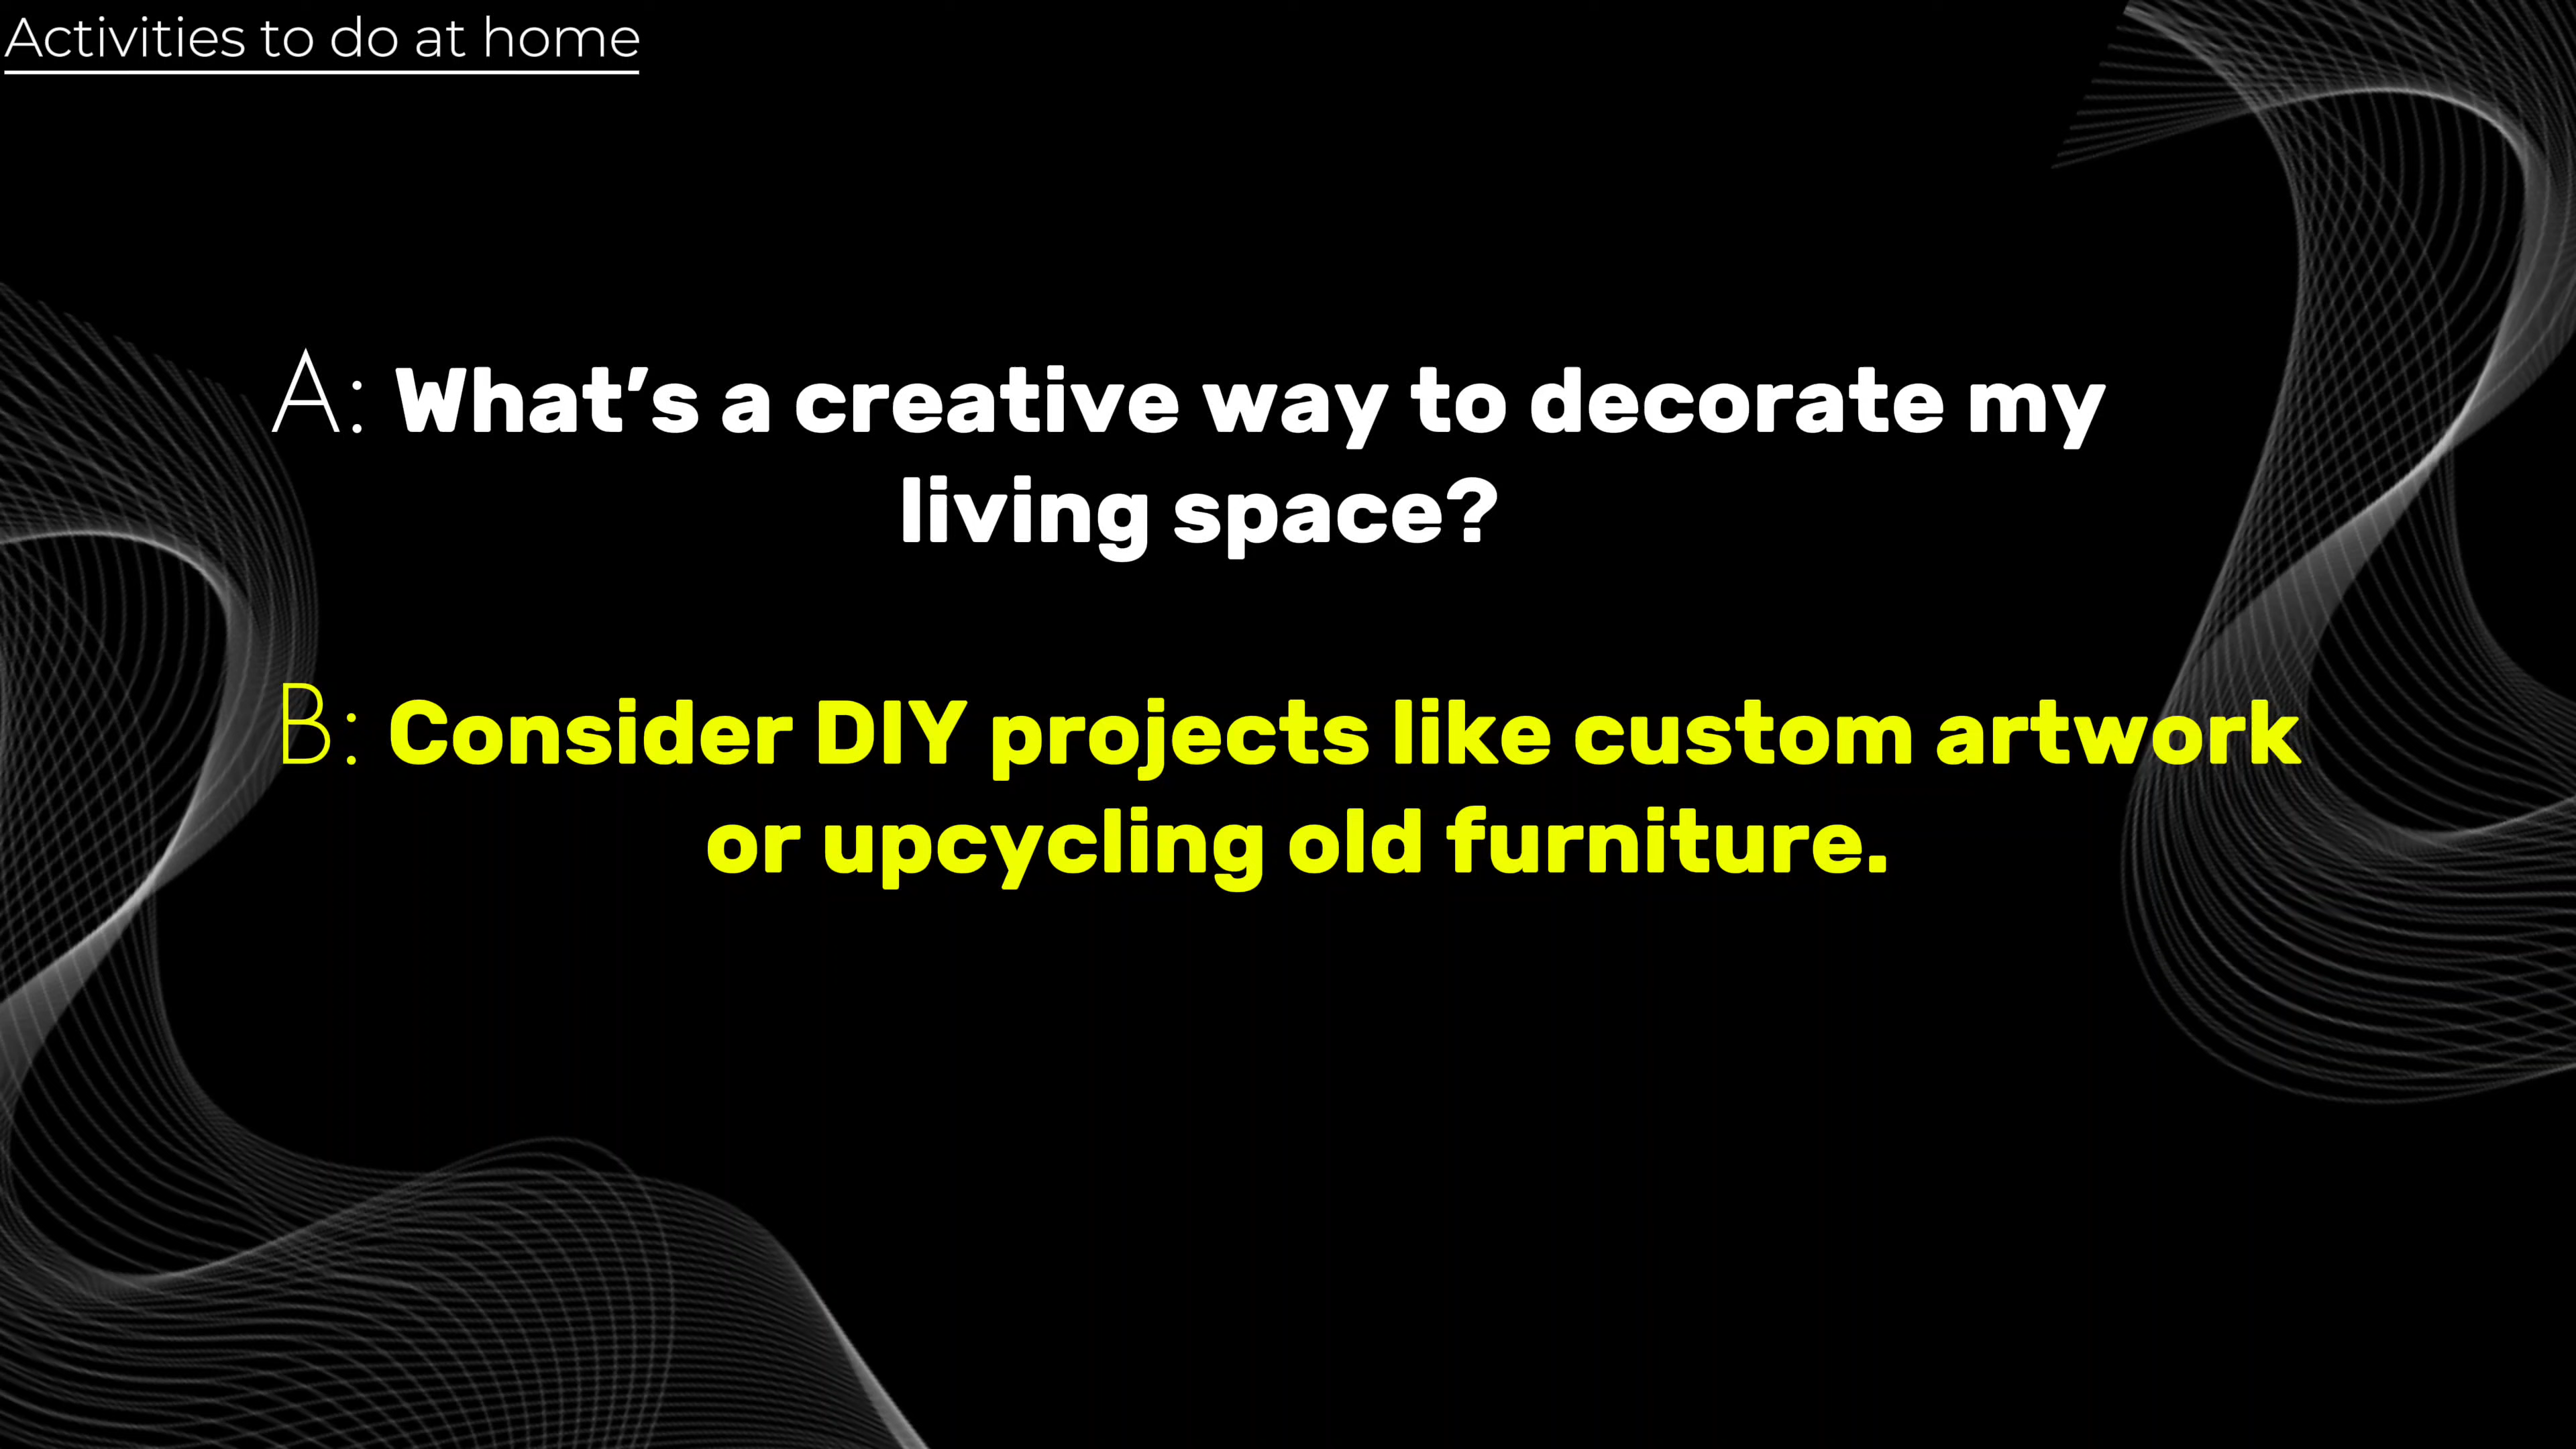 Activities to do at home
A: What’s a creative way to decorate my
living space?
B: Consider DIY projects like custom artwork
or upcycling old furniture.